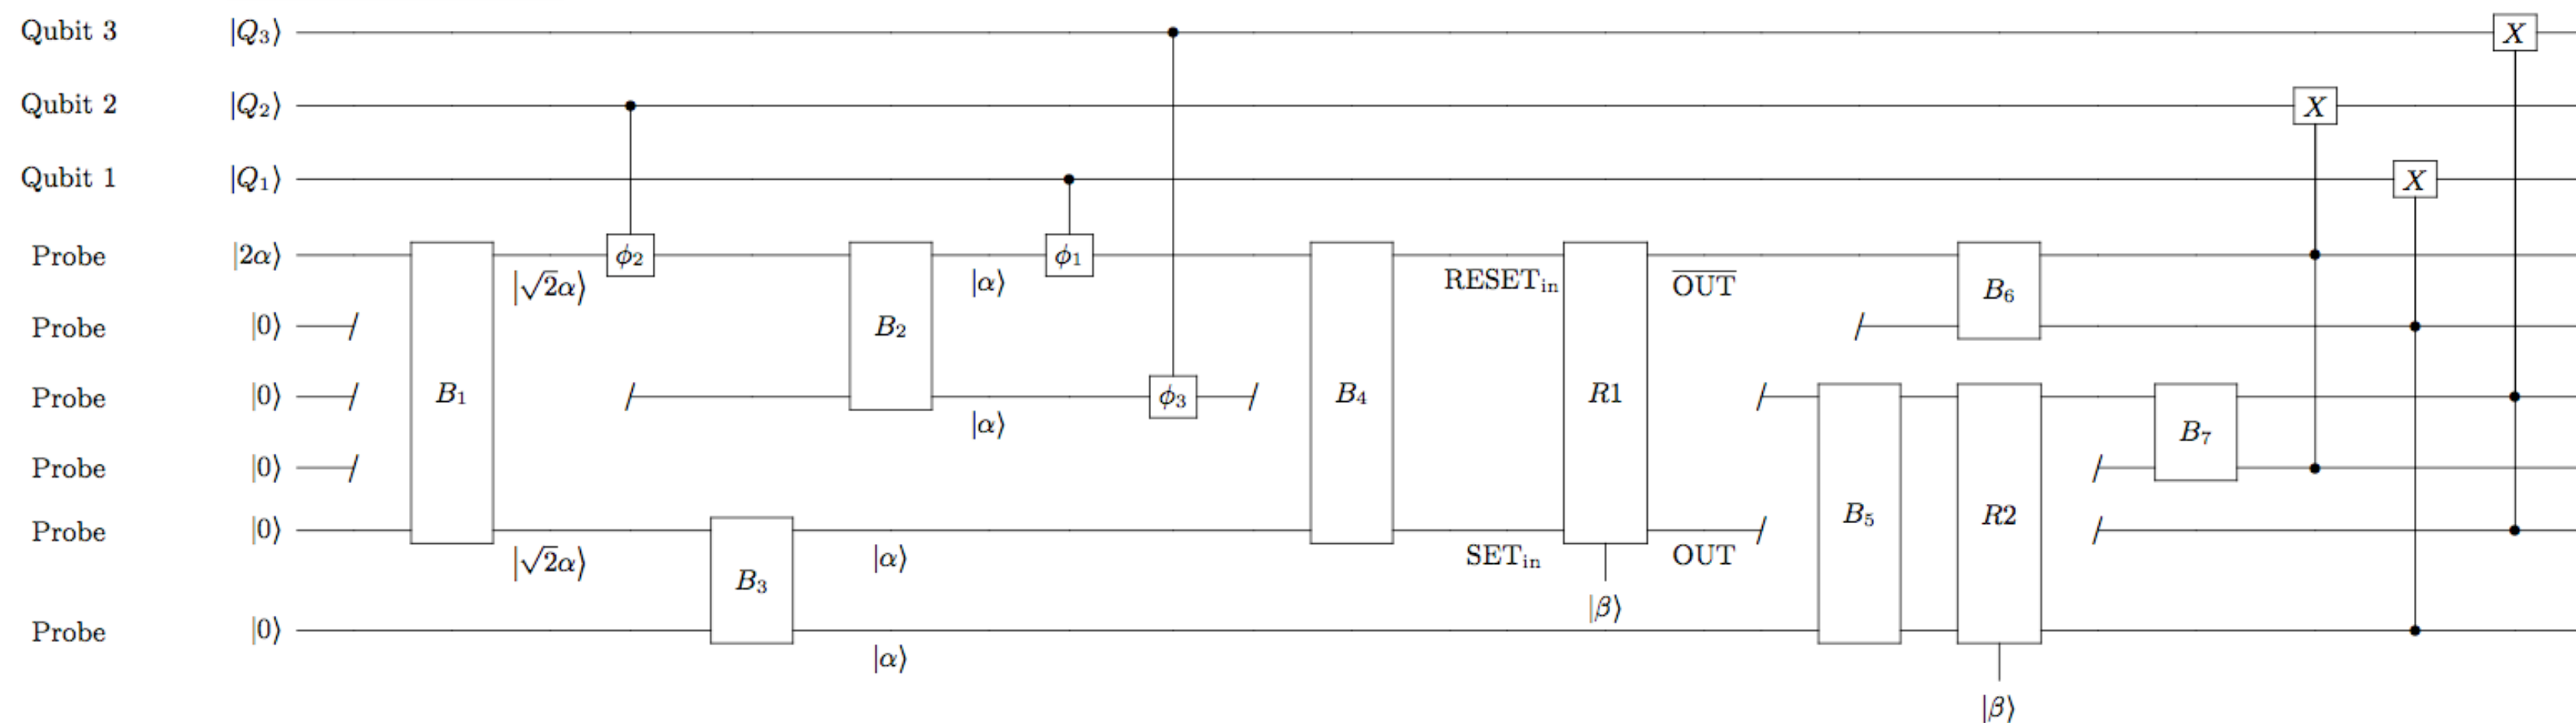 Qubit 3 |Q₃⟩ X
Qubit 2 |Q₂⟩ X
Qubit 1 |Q₁⟩ X
Probe |2α⟩ ϕ₂ ϕ₁
|√2α⟩ |α⟩ RESETᵢₙ O̅U̅T̅
Probe |0⟩ B₂ B₆
Probe |0⟩ B₁ ϕ₃ B₄ R1
|α⟩ B₇
Probe |0⟩
Probe |0⟩ B₅ R2
|√2α⟩ |α⟩ SETᵢₙ OUT
B₃ |β⟩
Probe |0⟩
|α⟩
|β⟩